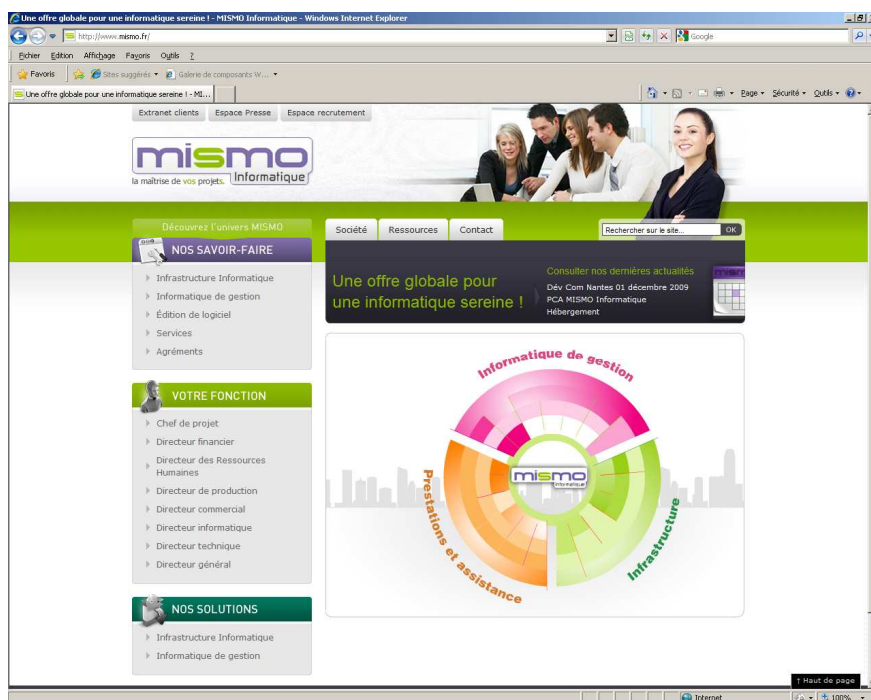 Une offre globale pour une informatique sereine ! - MISMO Informatique - Windows Internet Explorer
http://www.mismo.fr/
Google
Fichier Edition Affichage Favoris Outils ?
Favoris Sites suggérés Galerie de composants W...
Une offre globale pour une informatique sereine ! - MI...
Page Sécurité Outils
Extranet clients Espace Presse Espace recrutement
mismo
Informatique
la maîtrise de vos projets.
Découvrez l'univers MISMO
NOS SAVOIR-FAIRE
Infrastructure Informatique
Informatique de gestion
Édition de logiciel
Services
Agréments
VOTRE FONCTION
Chef de projet
Directeur financier
Directeur des Ressources
Humaines
Directeur de production
Directeur commercial
Directeur informatique
Directeur technique
Directeur général
NOS SOLUTIONS
Infrastructure Informatique
Informatique de gestion
Société Ressources Contact
Rechercher sur le site... OK
Une offre globale pour
une informatique sereine !
Consulter nos dernières actualités
Dév Com Nantes 01 décembre 2009
PCA MISMO Informatique
Hébergement
mismo
Informatique de gestion
mismo
informatique
Prestations et assistance
Infrastructure
↑ Haut de page
Internet
100%